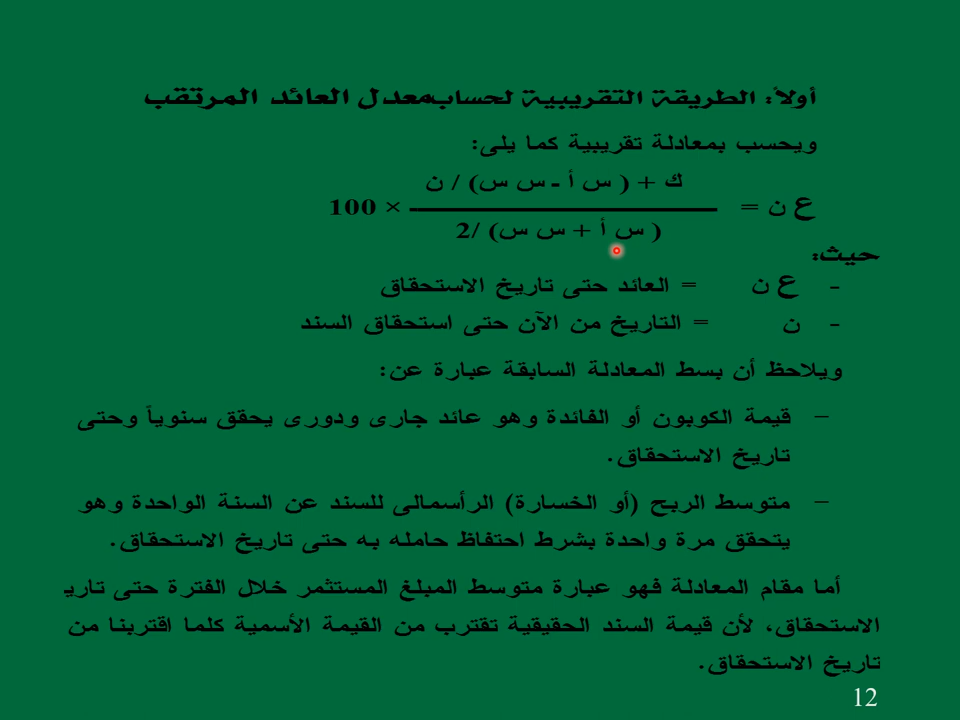 أولاً: الطريقة التقريبية لحساب معدل العائد المرتقب
ويحسب بمعادلة تقريبية كما يلى:
ك + ( س أ ـ س س) / ن
ع ن = ــــــــــــــــــــــــــــ × 100
( س أ + س س) /2
حيث:
- ع ن = العائد حتى تاريخ الاستحقاق
- ن = التاريخ من الآن حتى استحقاق السند
ويلاحظ أن بسط المعادلة السابقة عبارة عن:
– قيمة الكوبون أو الفائدة وهو عائد جارى ودورى يحقق سنوياً وحتى
تاريخ الاستحقاق.
– متوسط الربح (أو الخسارة) الرأسمالى للسند عن السنة الواحدة وهو
يتحقق مرة واحدة بشرط احتفاظ حامله به حتى تاريخ الاستحقاق.
أما مقام المعادلة فهو عبارة متوسط المبلغ المستثمر خلال الفترة حتى تاريـ
الاستحقاق، لأن قيمة السند الحقيقية تقترب من القيمة الأسمية كلما اقتربنا من
تاريخ الاستحقاق.
12